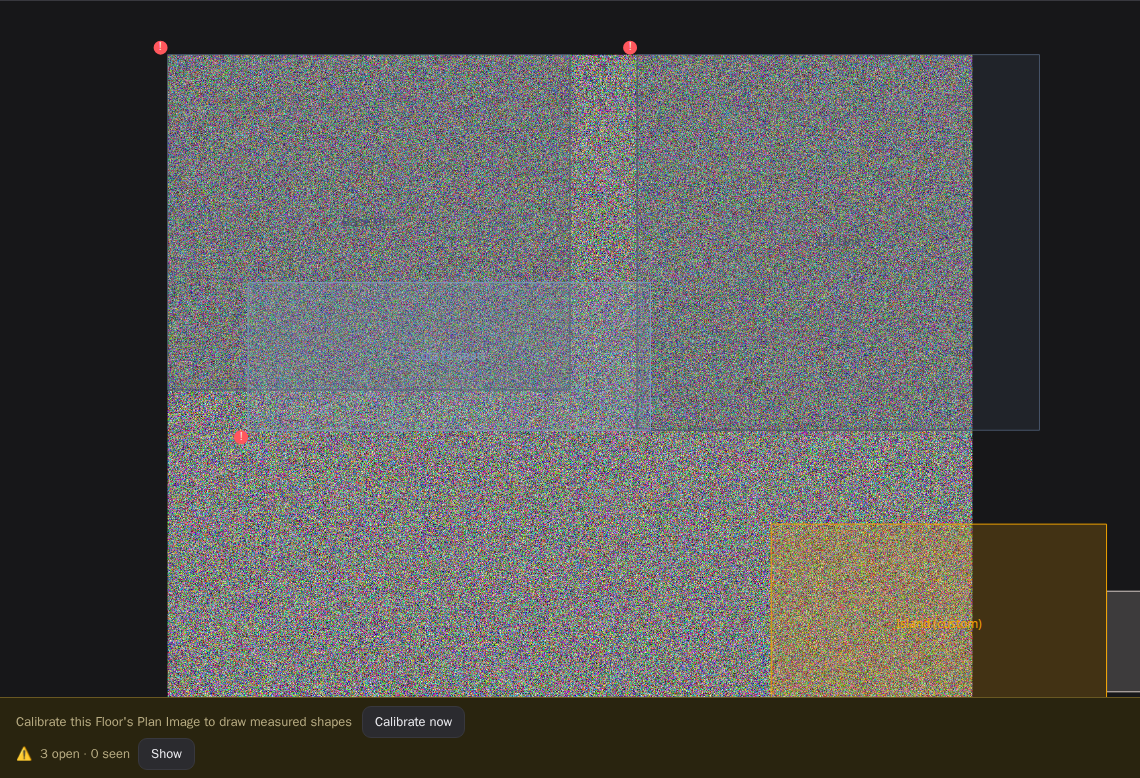 Calibrate this Floor's Plan Image to draw measured shapes
Calibrate now
3 open · 0 seen
Show